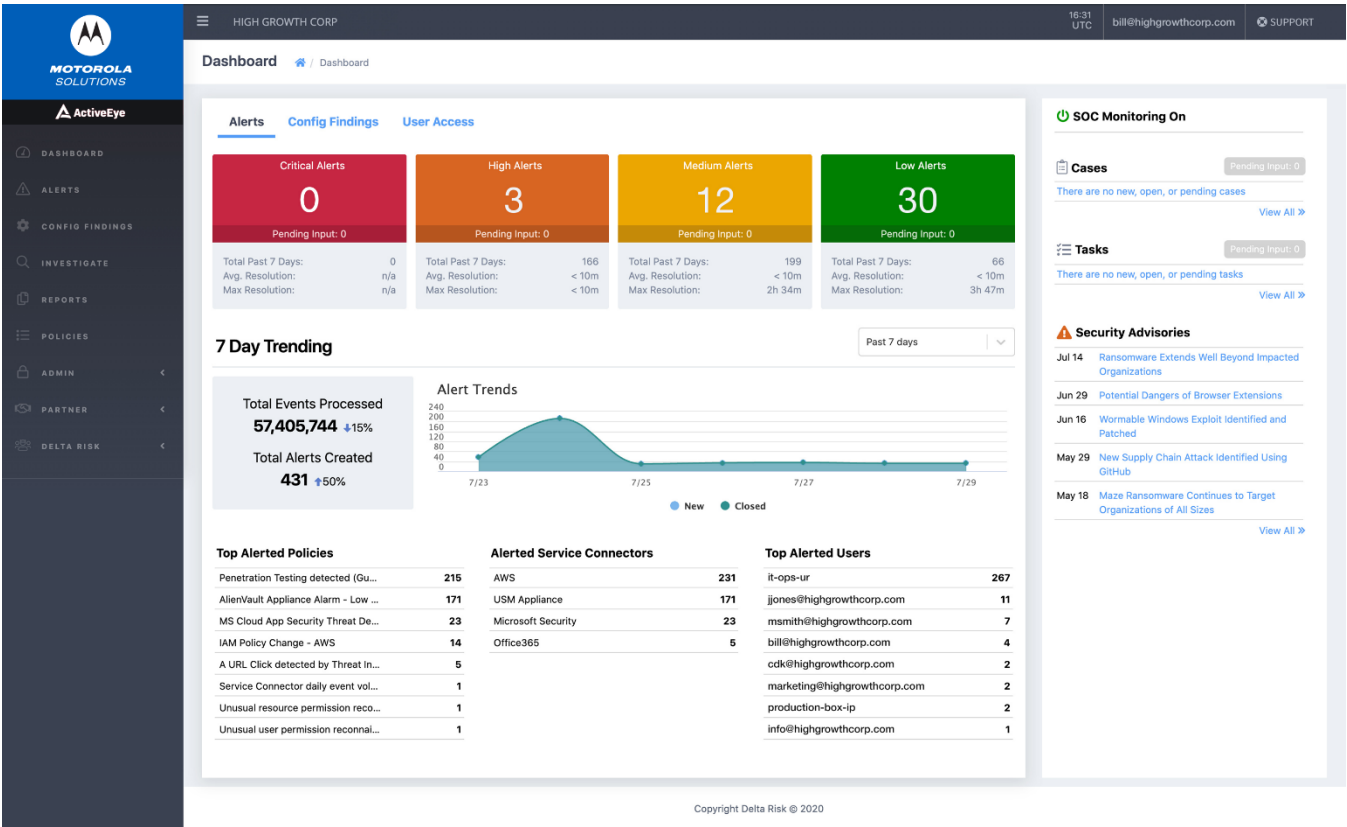 MOTOROLA
SOLUTIONS
ActiveEye
DASHBOARD
ALERTS
CONFIG FINDINGS
INVESTIGATE
REPORTS
POLICIES
ADMIN
PARTNER
DELTA RISK
HIGH GROWTH CORP
16:31
UTC
bill@highgrowthcorp.com
SUPPORT
Dashboard / Dashboard
Alerts Config Findings User Access
Critical Alerts
0
Pending Input: 0
Total Past 7 Days: 0
Avg. Resolution: n/a
Max Resolution: n/a
High Alerts
3
Pending Input: 0
Total Past 7 Days: 166
Avg. Resolution: < 10m
Max Resolution: < 10m
Medium Alerts
12
Pending Input: 0
Total Past 7 Days: 199
Avg. Resolution: < 10m
Max Resolution: 2h 34m
Low Alerts
30
Pending Input: 0
Total Past 7 Days: 66
Avg. Resolution: < 10m
Max Resolution: 3h 47m
7 Day Trending
Past 7 days
Total Events Processed
57,405,744 15%
Total Alerts Created
431 50%
Alert Trends
240
200
160
120
80
40
0
7/23 7/25 7/27 7/29
New Closed
Top Alerted Policies
Penetration Testing detected (Gu... 215
AlienVault Appliance Alarm - Low ... 171
MS Cloud App Security Threat De... 23
IAM Policy Change - AWS 14
A URL Click detected by Threat In... 5
Service Connector daily event vol... 1
Unusual resource permission reco... 1
Unusual user permission reconnai... 1
Alerted Service Connectors
AWS 231
USM Appliance 171
Microsoft Security 23
Office365 5
Top Alerted Users
it-ops-ur 267
jjones@highgrowthcorp.com 11
msmith@highgrowthcorp.com 7
bill@highgrowthcorp.com 4
cdk@highgrowthcorp.com 2
marketing@highgrowthcorp.com 2
production-box-ip 2
info@highgrowthcorp.com 1
SOC Monitoring On
Cases Pending Input: 0
There are no new, open, or pending cases
View All »
Tasks Pending Input: 0
There are no new, open, or pending tasks
View All »
Security Advisories
Jul 14 Ransomware Extends Well Beyond Impacted
Organizations
Jun 29 Potential Dangers of Browser Extensions
Jun 16 Wormable Windows Exploit Identified and
Patched
May 29 New Supply Chain Attack Identified Using
GitHub
May 18 Maze Ransomware Continues to Target
Organizations of All Sizes
View All »
Copyright Delta Risk © 2020